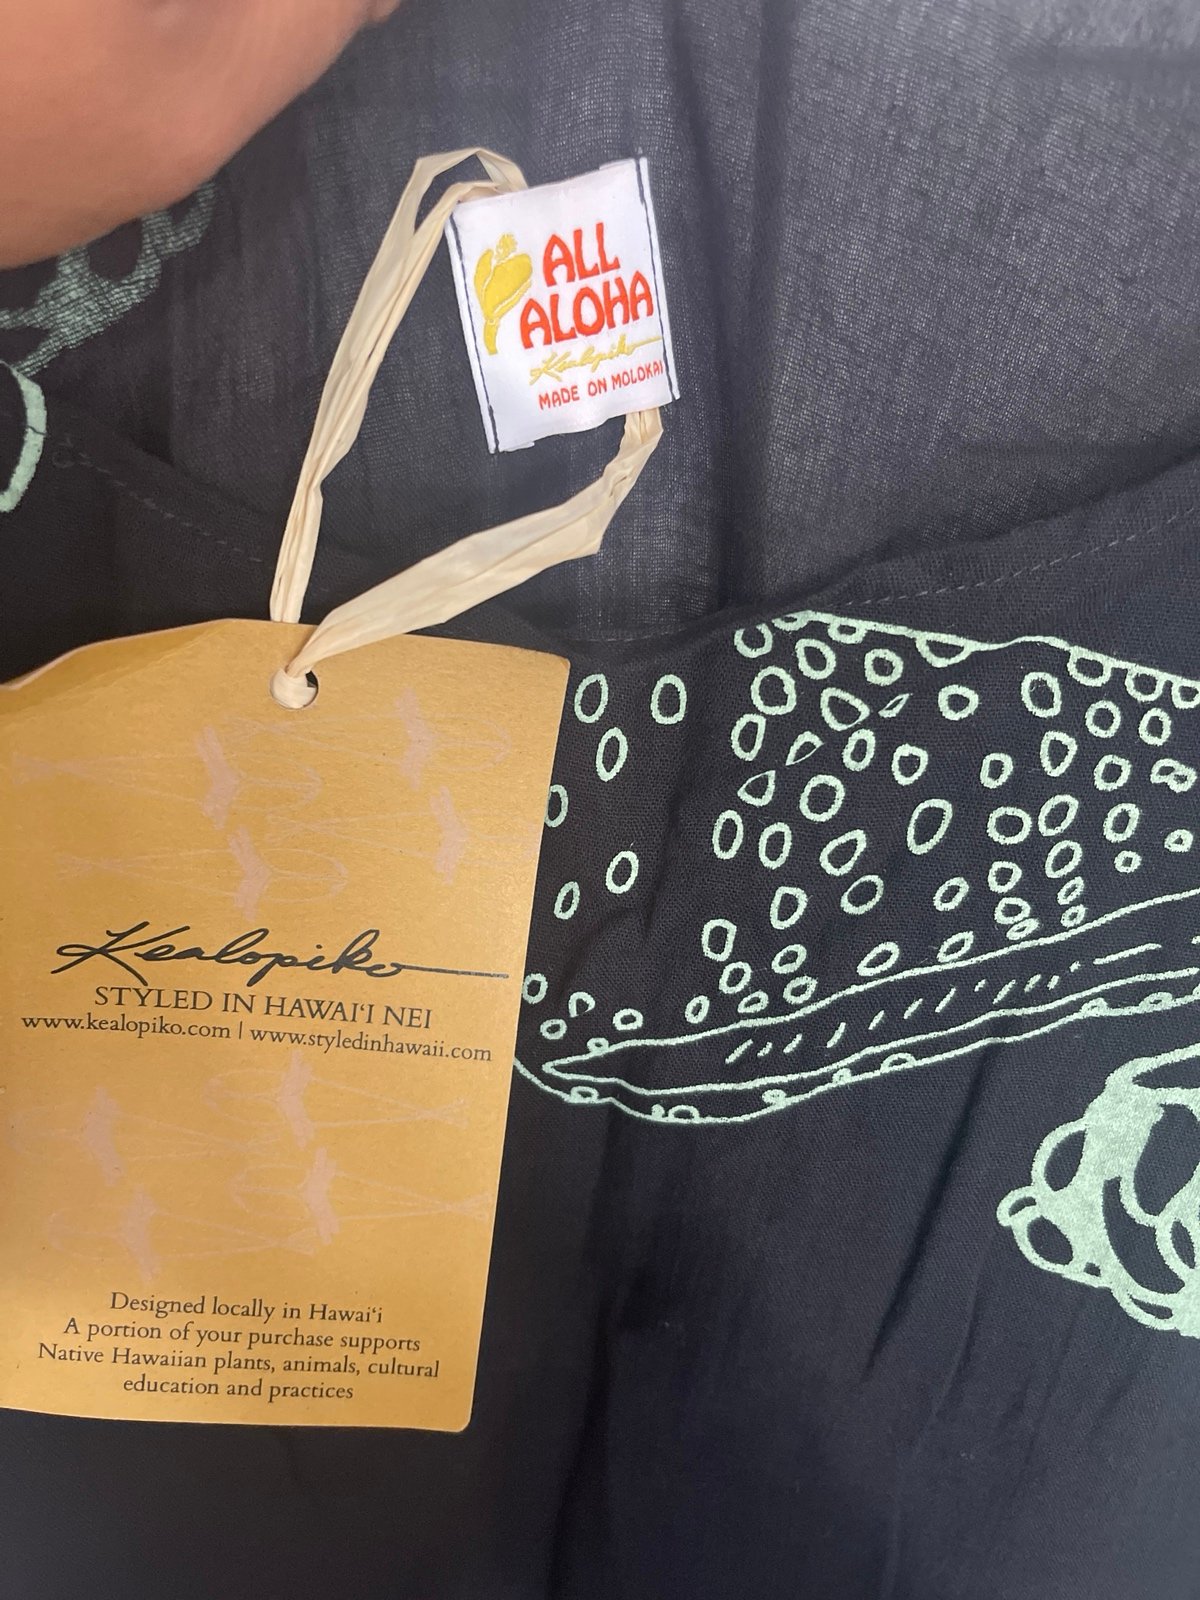 ALL
ALOHA
Kealopiko
MADE ON MOLOKAI
Kealopiko
STYLED IN HAWAIʻI NEI
www.kealopiko.com | www.styledinhawaii.com
Designed locally in Hawaiʻi
A portion of your purchase supports
Native Hawaiian plants, animals, cultural
education and practices